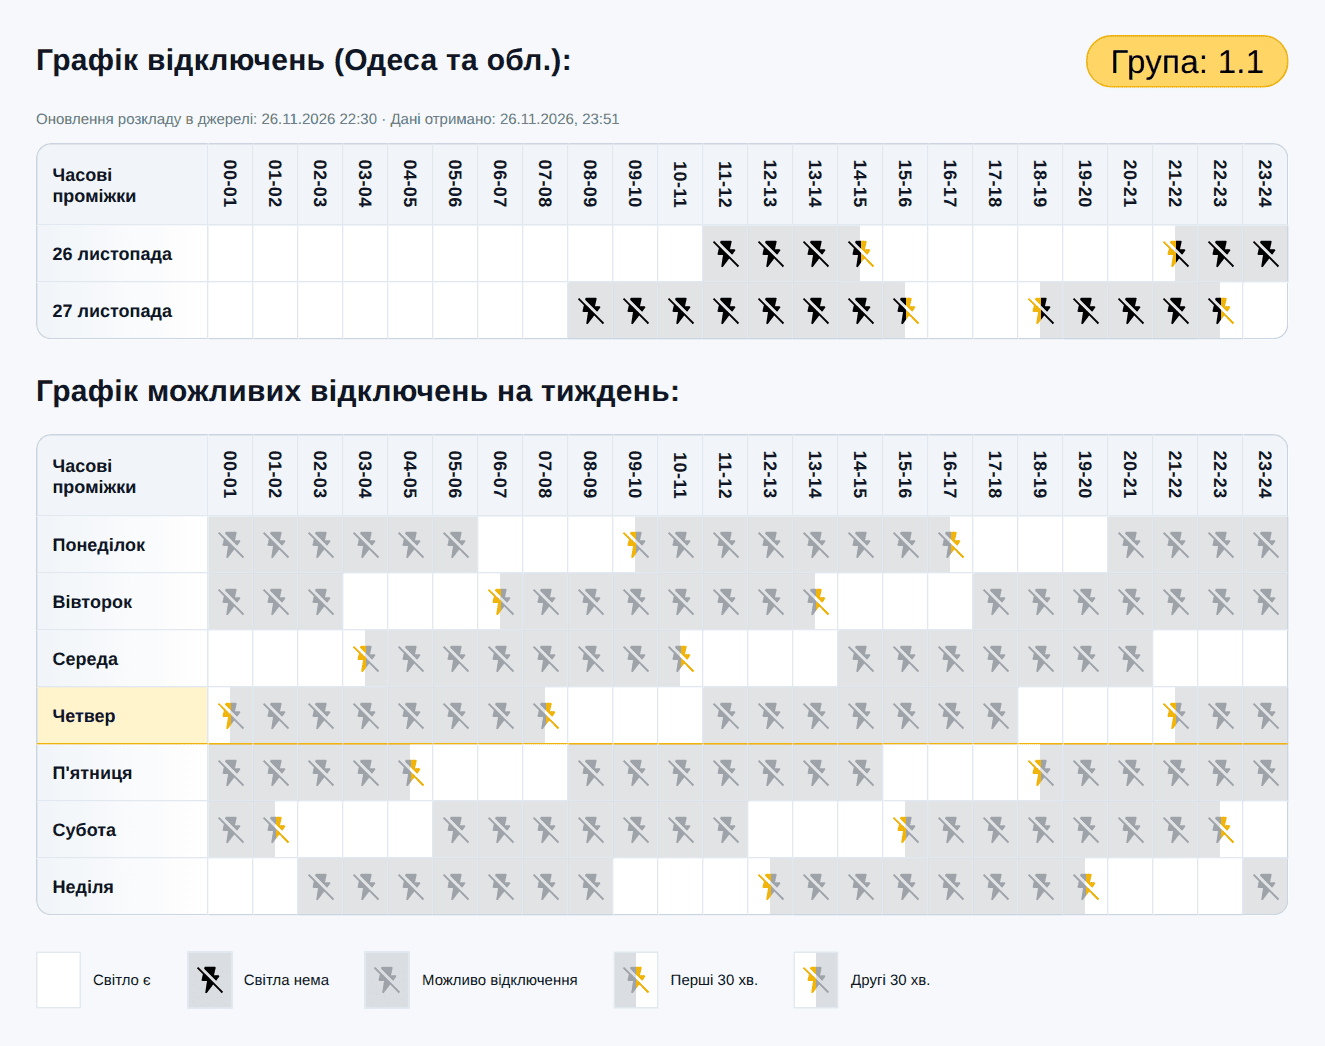 Графік відключень (Одеса та обл.):
Група: 1.1
Оновлення розкладу в джерелі: 26.11.2026 22:30 · Дані отримано: 26.11.2026, 23:51
Часові
проміжки
00-01 01-02 02-03 03-04 04-05 05-06 06-07 07-08 08-09 09-10 10-11 11-12 12-13 13-14 14-15 15-16 16-17 17-18 18-19 19-20 20-21 21-22 22-23 23-24
26 листопада
27 листопада
Графік можливих відключень на тиждень:
Часові
проміжки
00-01 01-02 02-03 03-04 04-05 05-06 06-07 07-08 08-09 09-10 10-11 11-12 12-13 13-14 14-15 15-16 16-17 17-18 18-19 19-20 20-21 21-22 22-23 23-24
Понеділок
Вівторок
Середа
Четвер
П'ятниця
Субота
Неділя
Світло є
Світла нема
Можливо відключення
Перші 30 хв.
Другі 30 хв.